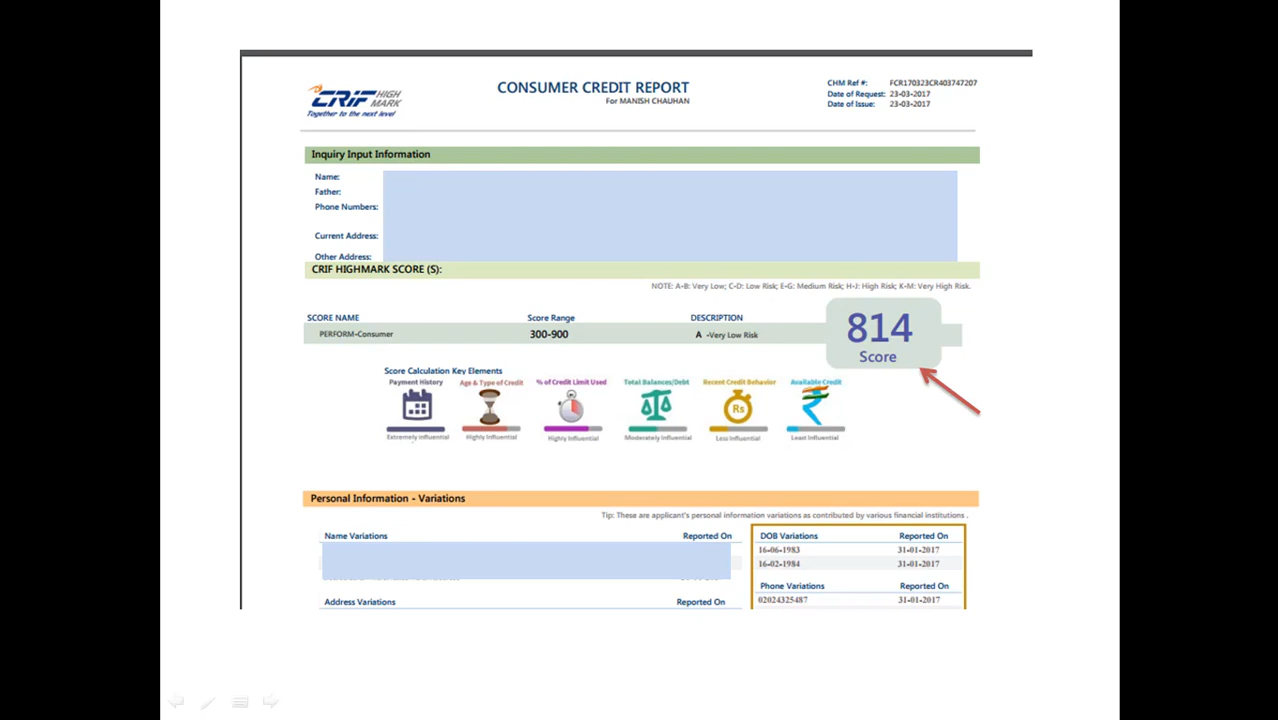 CRIF HIGH MARK
Together to the next level
CONSUMER CREDIT REPORT
For MANISH CHAUHAN
CHM Ref #: FCR170323CR403747207
Date of Request: 23-03-2017
Date of Issue: 23-03-2017
Inquiry Input Information
Name:
Father:
Phone Numbers:
Current Address:
Other Address:
CRIF HIGHMARK SCORE (S):
NOTE: A-B: Very Low; C-D: Low Risk; E-G: Medium Risk; H-J: High Risk; K-M: Very High Risk.
SCORE NAME Score Range DESCRIPTION
PERFORM-Consumer 300-900 A -Very Low Risk
814
Score
Score Calculation Key Elements
Payment History Age & Type of Credit % of Credit Limit Used Total Balances/Debt Recent Credit Behavior Available Credit
Rs
Extremely Influential Highly Influential Highly Influential Moderately Influential Less Influential Least Influential
Personal Information - Variations
Tip: These are applicant's personal information variations as contributed by various financial institutions .
Name Variations Reported On
DOB Variations Reported On
16-06-1983 31-01-2017
16-02-1984 31-01-2017
Phone Variations Reported On
02024325487 31-01-2017
Address Variations Reported On